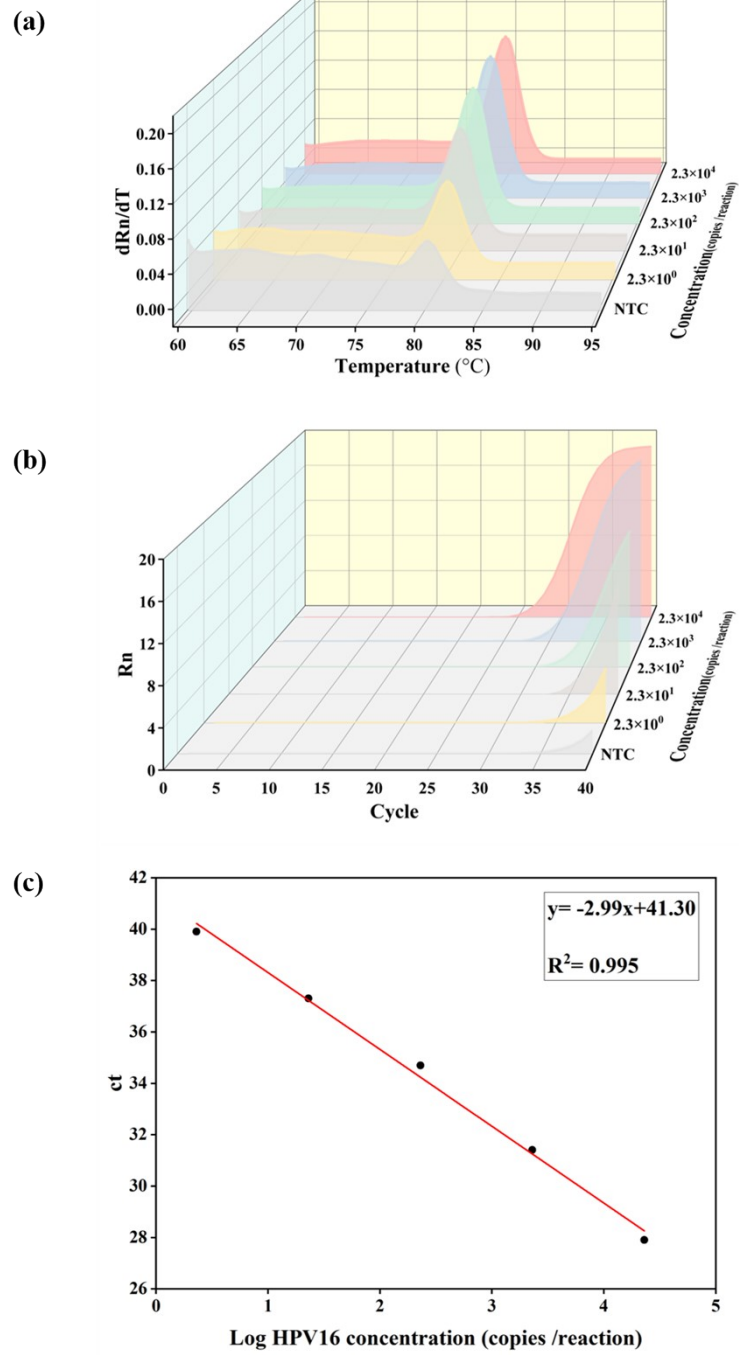 (a)
0.20
0.16
0.12
0.08
0.04
0.00
dRn/dT
60 65 70 75 80 85 90 95
Temperature (°C)
2.3×10⁴
2.3×10³
2.3×10²
2.3×10¹
2.3×10⁰
NTC
Concentration(copies /reaction)
(b)
20
16
12
8
4
0
Rn
0 5 10 15 20 25 30 35 40
Cycle
2.3×10⁴
2.3×10³
2.3×10²
2.3×10¹
2.3×10⁰
NTC
Concentration(copies /reaction)
(c)
42
40
38
36
34
32
30
28
26
ct
y= -2.99x+41.30
R²= 0.995
0 1 2 3 4 5
Log HPV16 concentration (copies /reaction)